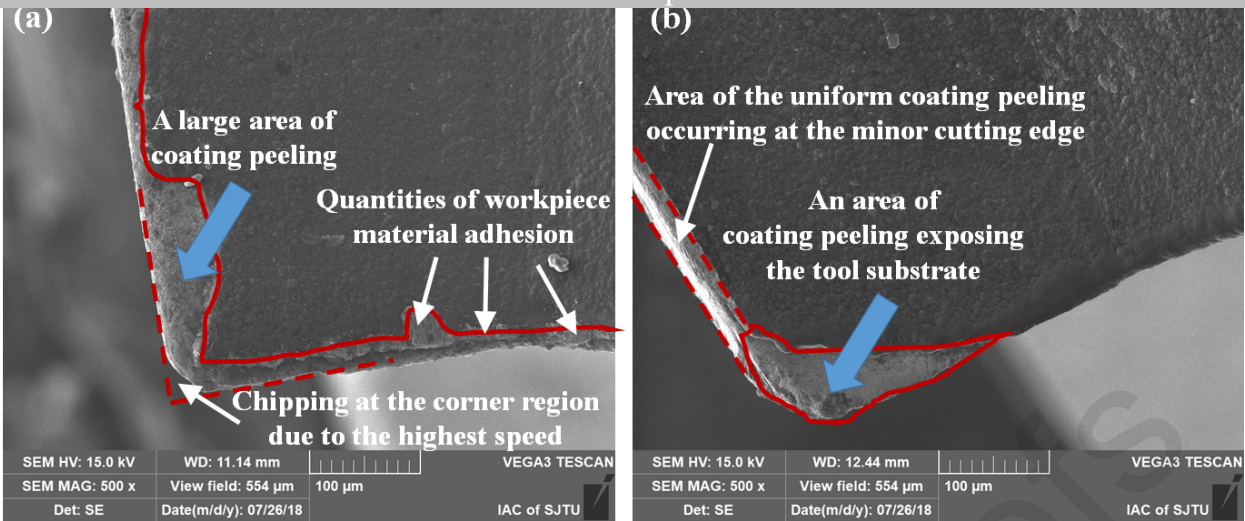 (a)
A large area of
coating peeling
Quantities of workpiece
material adhesion
Chipping at the corner region
due to the highest speed
SEM HV: 15.0 kV
WD: 11.14 mm
VEGA3 TESCAN
SEM MAG: 500 x
View field: 554 µm
100 µm
Det: SE
Date(m/d/y): 07/26/18
IAC of SJTU
(b)
Area of the uniform coating peeling
occurring at the minor cutting edge
An area of
coating peeling exposing
the tool substrate
SEM HV: 15.0 kV
WD: 12.44 mm
VEGA3 TESCAN
SEM MAG: 500 x
View field: 554 µm
100 µm
Det: SE
Date(m/d/y): 07/26/18
IAC of SJTU